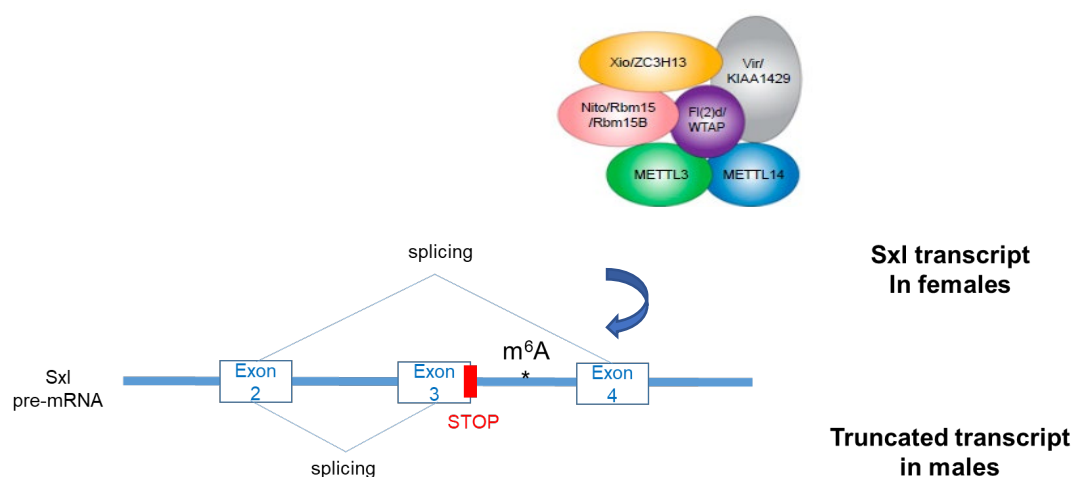 Xio/ZC3H13
Vir/
KIAA1429
Nito/Rbm15
/Rbm15B
Fl(2)d/
WTAP
METTL3
METTL14
splicing
Sxl transcript
In females
m⁶A
*
Sxl
pre-mRNA
Exon
2
Exon
3
Exon
4
STOP
splicing
Truncated transcript
in males